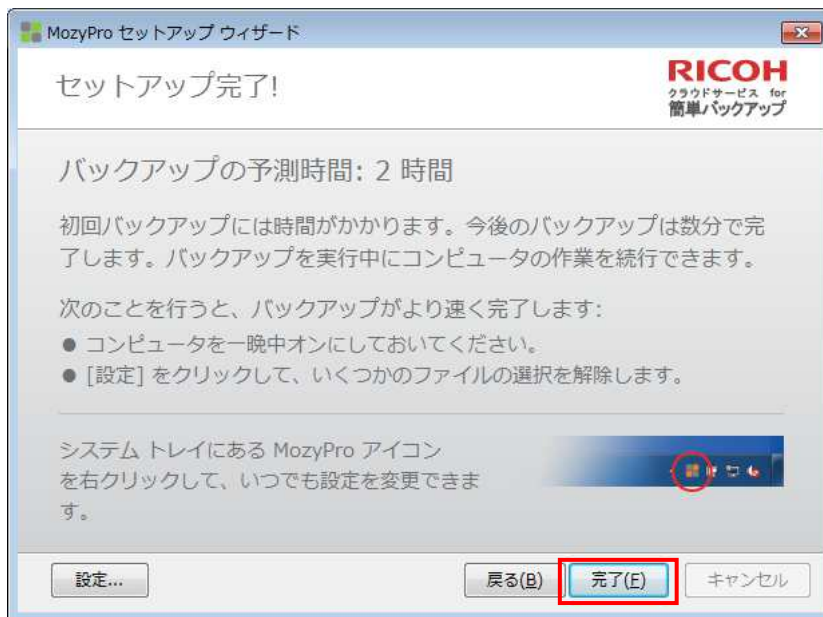 MozyPro セットアップ ウィザード
セットアップ完了!
RICOH
クラウドサービス for
簡単バックアップ
バックアップの予測時間: 2 時間
初回バックアップには時間がかかります。今後のバックアップは数分で完
了します。バックアップを実行中にコンピュータの作業を続行できます。
次のことを行うと、バックアップがより速く完了します:
● コンピュータを一晩中オンにしておいてください。
● [設定] をクリックして、いくつかのファイルの選択を解除します。
システム トレイにある MozyPro アイコン
を右クリックして、いつでも設定を変更できま
す。
設定...
戻る(B)
完了(F)
キャンセル